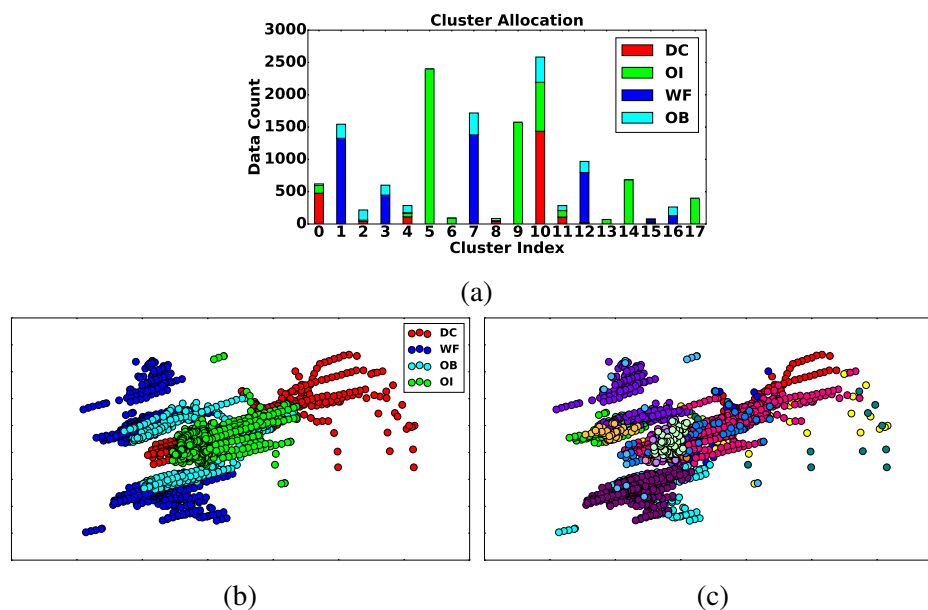 Cluster Allocation
3000
2500
2000
1500
1000
500
0
Data Count
DC
OI
WF
OB
0 1 2 3 4 5 6 7 8 9 10 11 12 13 14 15 16 17
Cluster Index
(a)
DC
WF
OB
OI
(b)
(c)